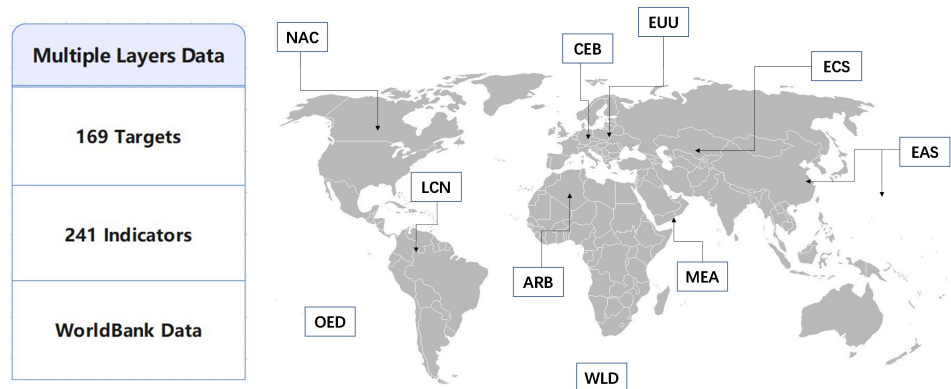 Multiple Layers Data
169 Targets
241 Indicators
WorldBank Data
NAC
CEB
EUU
ECS
EAS
LCN
ARB
MEA
OED
WLD